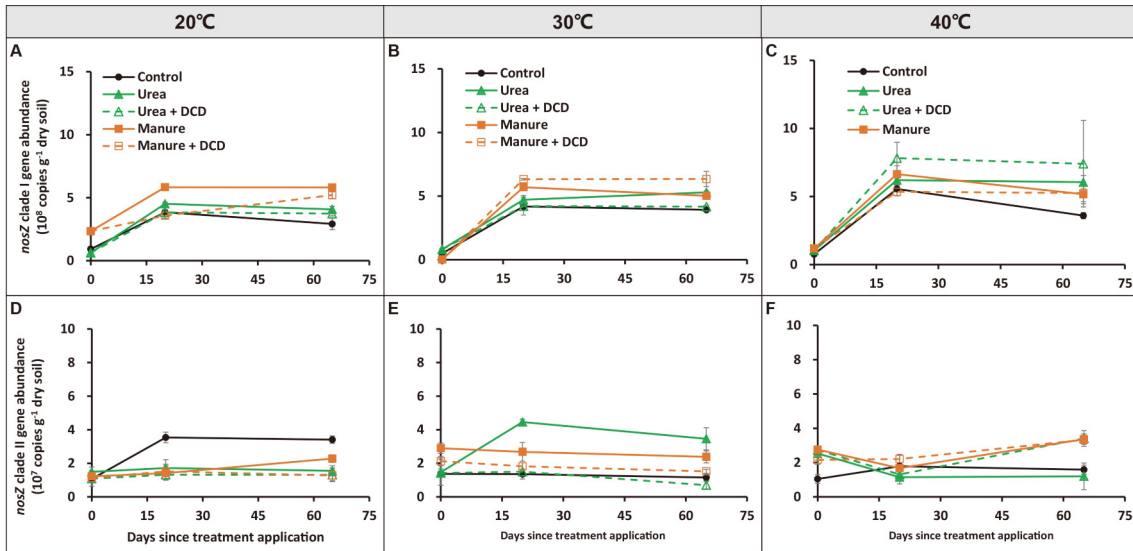 20℃
30℃
40℃
A
B
C
nosZ clade I gene abundance
(10⁸ copies g⁻¹ dry soil)
15
10
5
0
0 15 30 45 60 75
Control
Urea
Urea + DCD
Manure
Manure + DCD
15
10
5
0
0 15 30 45 60 75
Control
Urea
Urea + DCD
Manure
Manure + DCD
15
10
5
0
0 15 30 45 60 75
Control
Urea
Urea + DCD
Manure
D
E
F
nosZ clade II gene abundance
(10⁷ copies g⁻¹ dry soil)
10
8
6
4
2
0
0 15 30 45 60 75
Days since treatment application
10
8
6
4
2
0
0 15 30 45 60 75
Days since treatment application
10
8
6
4
2
0
0 15 30 45 60 75
Days since treatment application